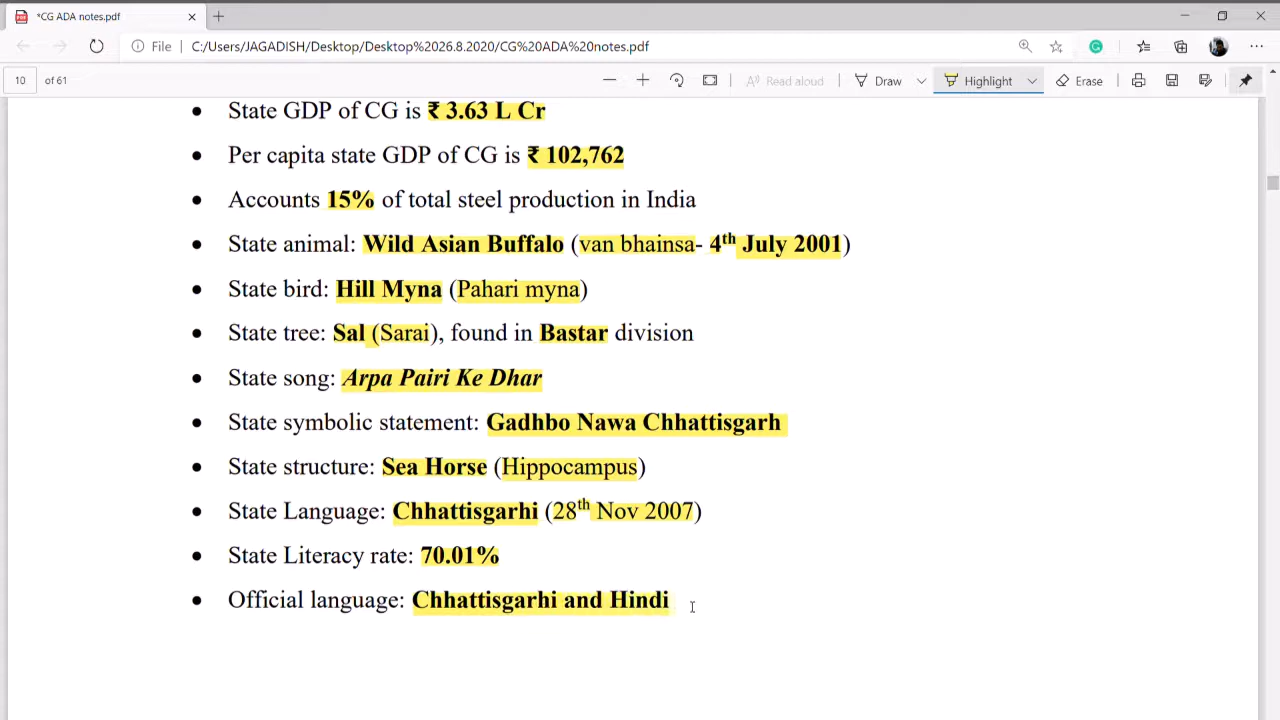 *CG ADA notes.pdf
File C:/Users/JAGADISH/Desktop/Desktop%2026.8.2020/CG%20ADA%20notes.pdf
10 of 61 Read aloud Draw Highlight Erase
• State GDP of CG is ₹ 3.63 L Cr
• Per capita state GDP of CG is ₹ 102,762
• Accounts 15% of total steel production in India
• State animal: Wild Asian Buffalo (van bhainsa- 4th July 2001)
• State bird: Hill Myna (Pahari myna)
• State tree: Sal (Sarai), found in Bastar division
• State song: Arpa Pairi Ke Dhar
• State symbolic statement: Gadhbo Nawa Chhattisgarh
• State structure: Sea Horse (Hippocampus)
• State Language: Chhattisgarhi (28th Nov 2007)
• State Literacy rate: 70.01%
• Official language: Chhattisgarhi and Hindi